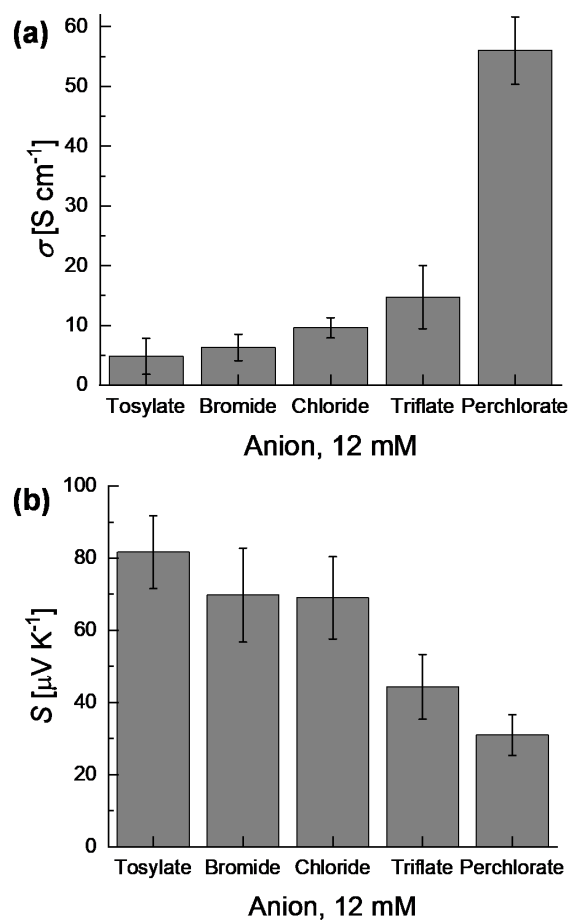 (a)
60
50
40
30
20
10
0
σ [S cm⁻¹]
Tosylate Bromide Chloride Triflate Perchlorate
Anion, 12 mM
(b)
100
80
60
40
20
0
S [μV K⁻¹]
Tosylate Bromide Chloride Triflate Perchlorate
Anion, 12 mM